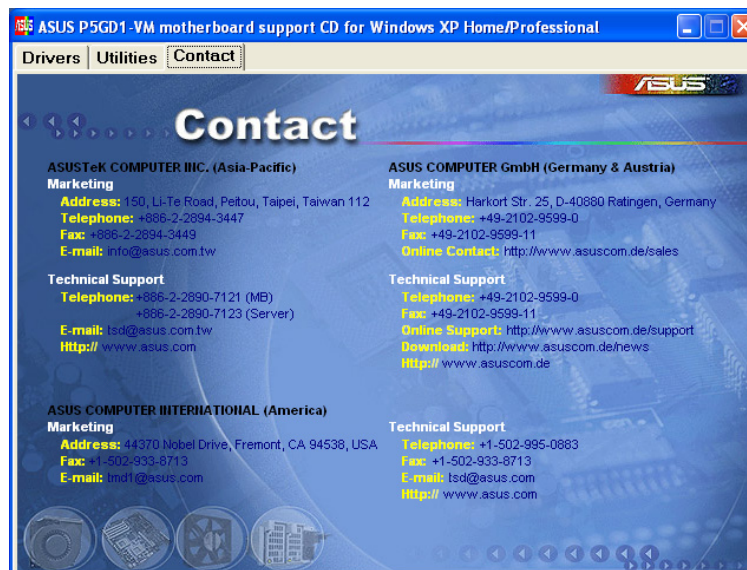 ASUS P5GD1-VM motherboard support CD for Windows XP Home/Professional
Drivers Utilities Contact
ASUS
Contact
ASUSTeK COMPUTER INC. (Asia-Pacific)
Marketing
Address: 150, Li-Te Road, Peitou, Taipei, Taiwan 112
Telephone: +886-2-2894-3447
Fax: +886-2-2894-3449
E-mail: info@asus.com.tw
Technical Support
Telephone: +886-2-2890-7121 (MB)
+886-2-2890-7123 (Server)
E-mail: tsd@asus.com.tw
Http:// www.asus.com
ASUS COMPUTER GmbH (Germany & Austria)
Marketing
Address: Harkort Str. 25, D-40880 Ratingen, Germany
Telephone: +49-2102-9599-0
Fax: +49-2102-9599-11
Online Contact: http://www.asuscom.de/sales
Technical Support
Telephone: +49-2102-9599-0
Fax: +49-2102-9599-11
Online Support: http://www.asuscom.de/support
Download: http://www.asuscom.de/news
Http:// www.asuscom.de
ASUS COMPUTER INTERNATIONAL (America)
Marketing
Address: 44370 Nobel Drive, Fremont, CA 94538, USA
Fax: +1-502-933-8713
E-mail: tmd1@asus.com
Technical Support
Telephone: +1-502-995-0883
Fax: +1-502-933-8713
E-mail: tsd@asus.com
Http:// www.asus.com